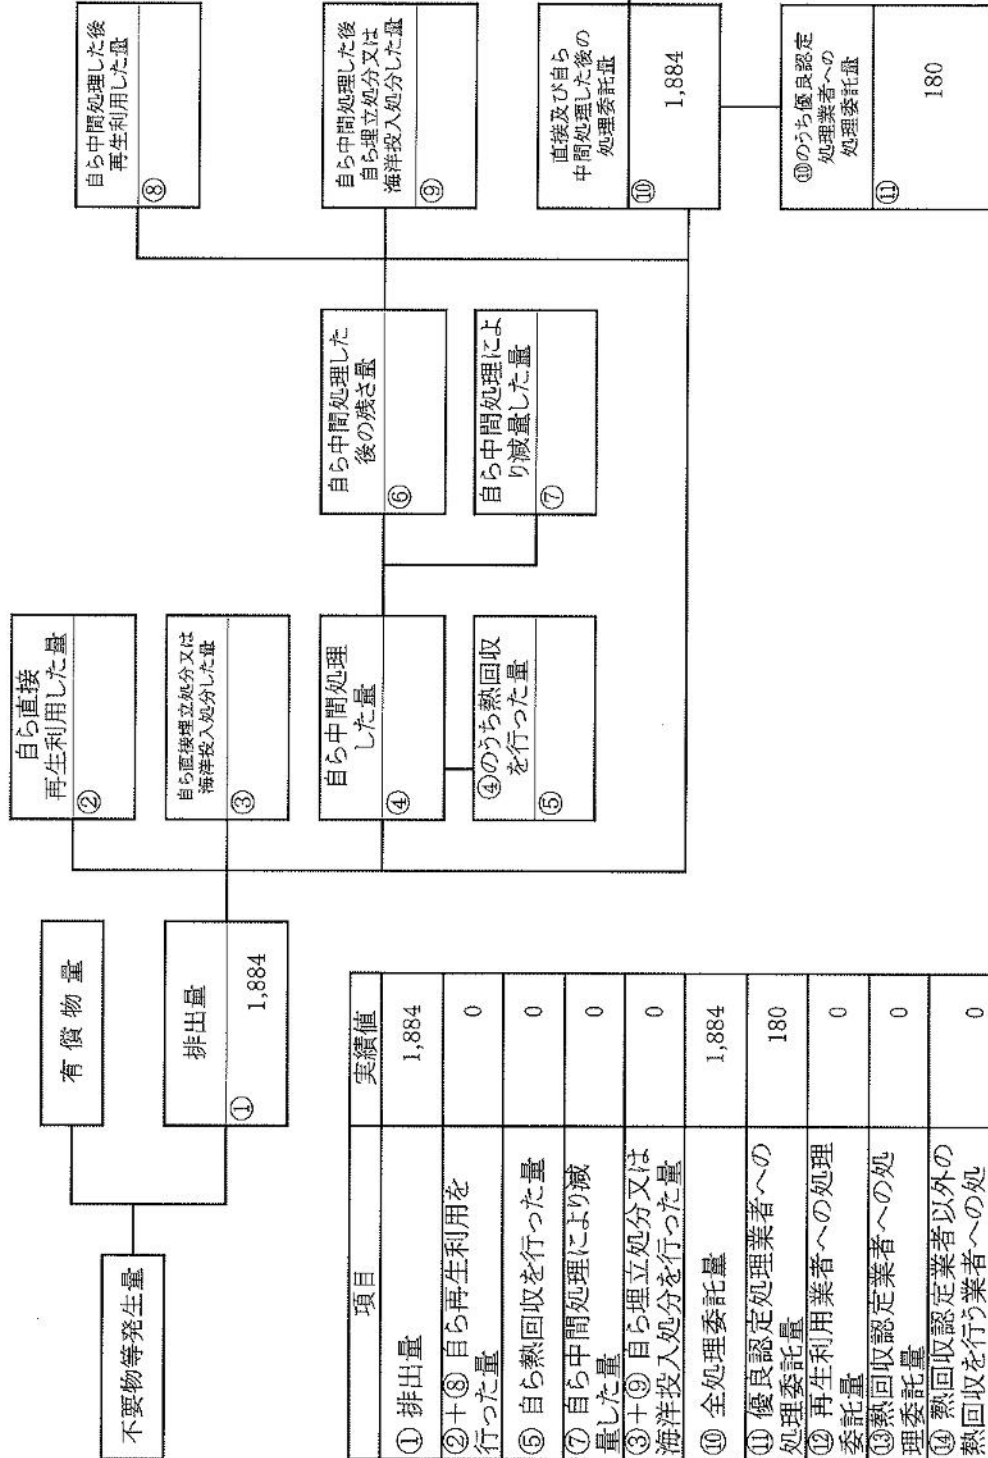 不要物等発生量
有償物量
排出量
①
1,884
自ら直接
再生利用した量
②
自ら直接埋立処分又は
海洋投入処分した量
③
自ら中間処理
した量
④
④のうち熱回収
を行った量
⑤
自ら中間処理した
後の残さ量
⑥
自ら中間処理によ
り減量した量
⑦
自ら中間処理した後
再生利用した量
⑧
自ら中間処理した後
自ら埋立処分又は
海洋投入処分した量
⑨
直接及び自ら
中間処理した後の
処理委託量
⑩
1,884
⑩のうち優良認定
処理業者への
処理委託量
⑪
180
項目 実績値
① 排出量 1,884
②+⑧ 自ら再生利用を
行った量 0
⑤ 自ら熱回収を行った量 0
⑦ 自ら中間処理により減
量した量 0
③+⑨ 自ら埋立処分又は
海洋投入処分を行った量 0
⑩ 全処理委託量 1,884
⑪ 優良認定処理業者への
処理委託量 180
⑫ 再生利用業者への処理
委託量 0
⑬熱回収認定業者への処
理委託量 0
⑭ 熱回収認定業者以外の
熱回収を行う業者への処 0